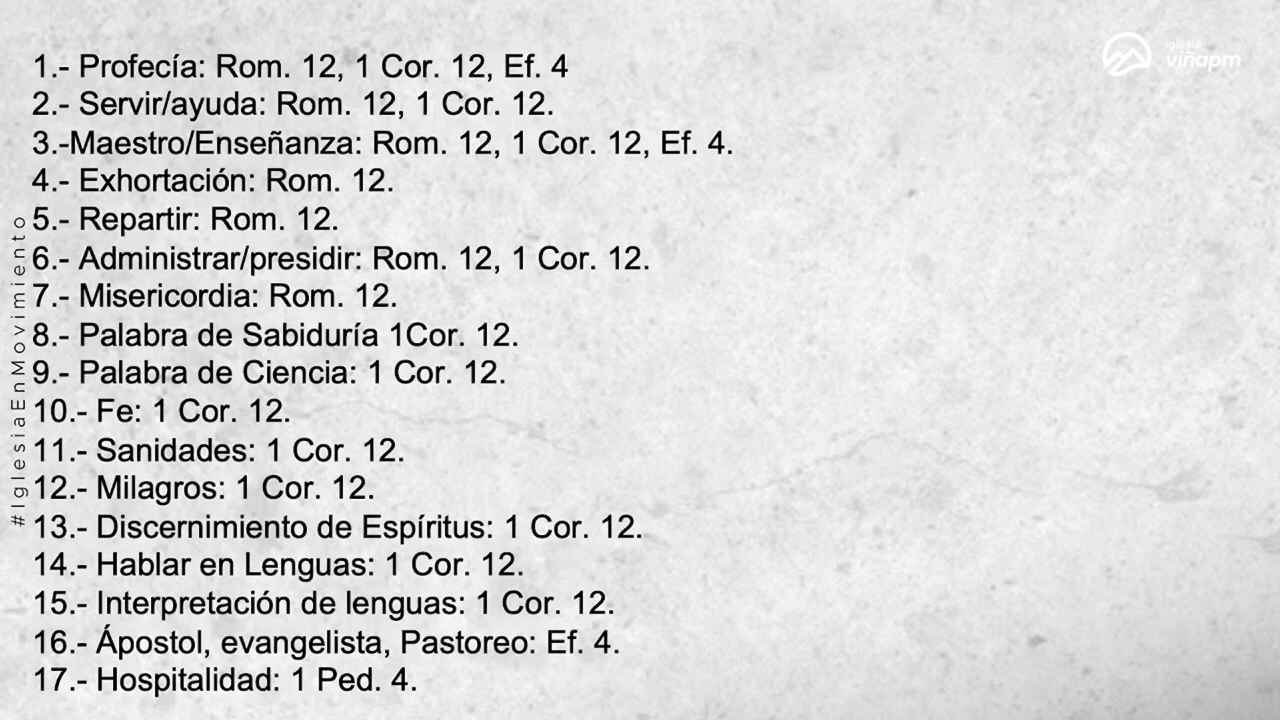 iglesia
viñapm
1.- Profecía: Rom. 12, 1 Cor. 12, Ef. 4
2.- Servir/ayuda: Rom. 12, 1 Cor. 12.
3.-Maestro/Enseñanza: Rom. 12, 1 Cor. 12, Ef. 4.
4.- Exhortación: Rom. 12.
5.- Repartir: Rom. 12.
6.- Administrar/presidir: Rom. 12, 1 Cor. 12.
7.- Misericordia: Rom. 12.
8.- Palabra de Sabiduría 1Cor. 12.
9.- Palabra de Ciencia: 1 Cor. 12.
10.- Fe: 1 Cor. 12.
11.- Sanidades: 1 Cor. 12.
12.- Milagros: 1 Cor. 12.
13.- Discernimiento de Espíritus: 1 Cor. 12.
14.- Hablar en Lenguas: 1 Cor. 12.
15.- Interpretación de lenguas: 1 Cor. 12.
16.- Ápostol, evangelista, Pastoreo: Ef. 4.
17.- Hospitalidad: 1 Ped. 4.
#IglesiaEnMovimiento